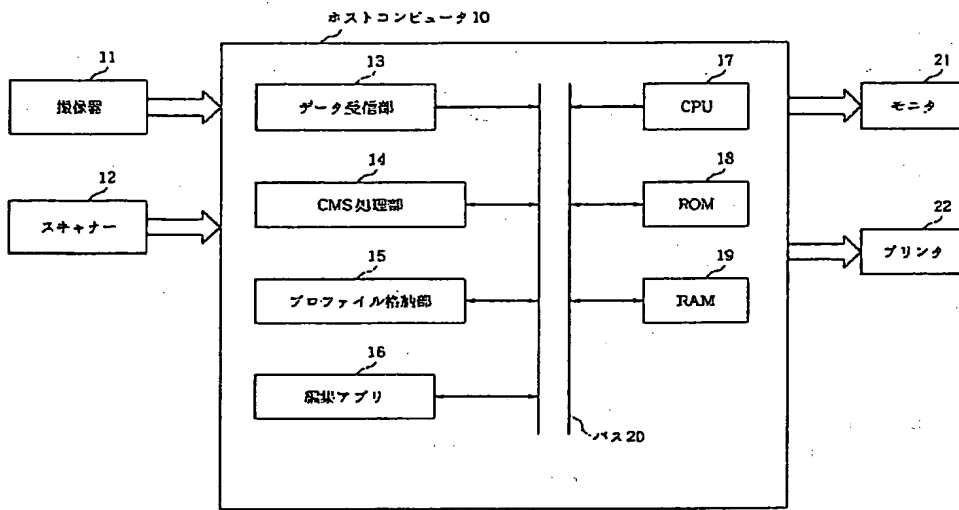 ホストコンピュータ10
11
撮像器
12
スキャナー
13
データ受信部
14
CMS処理部
15
プロファイル格納部
16
編集アプリ
17
CPU
18
ROM
19
RAM
バス20
21
モニタ
22
プリンタ